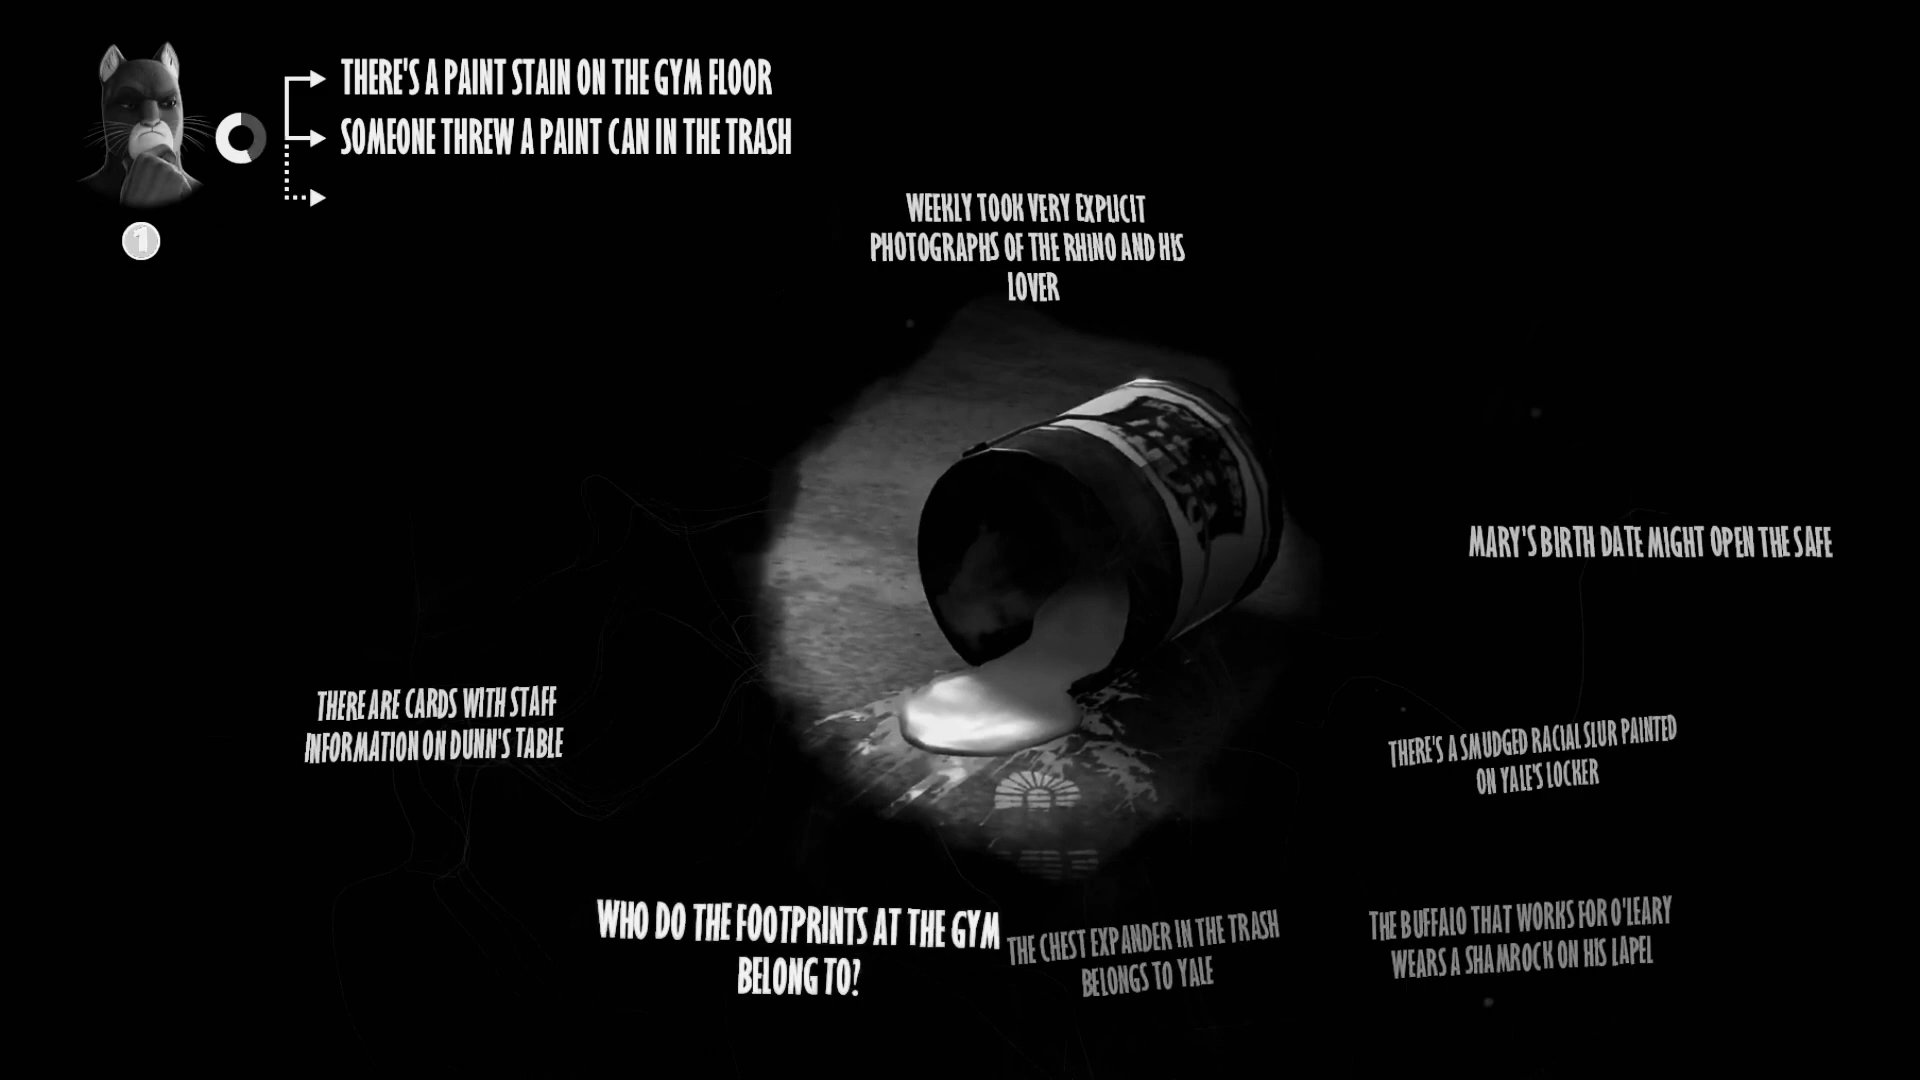 THERE'S A PAINT STAIN ON THE GYM FLOOR
SOMEONE THREW A PAINT CAN IN THE TRASH
1
WEEKLY TOOK VERY EXPLICIT
PHOTOGRAPHS OF THE RHINO AND HIS
LOVER
MARY'S BIRTH DATE MIGHT OPEN THE SAFE
THERE ARE CARDS WITH STAFF
INFORMATION ON DUNN'S TABLE
THERE'S A SMUDGED RACIAL SLUR PAINTED
ON YALE'S LOCKER
WHO DO THE FOOTPRINTS AT THE GYM
BELONG TO?
THE CHEST EXPANDER IN THE TRASH
BELONGS TO YALE
THE BUFFALO THAT WORKS FOR O'LEARY
WEARS A SHAMROCK ON HIS LAPEL